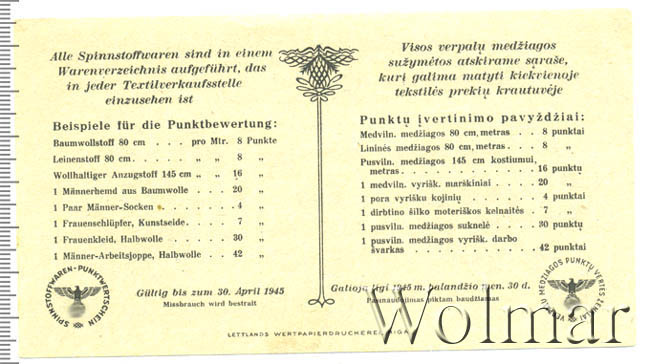 Alle Spinnstoffwaren sind in einem
Warenverzeichnis aufgeführt, das
in jeder Textilverkaufsstelle
einzusehen ist
Beispiele für die Punktbewertung:
Baumwollstoff 80 cm . . . pro Mtr. 8 Punkte
Leinenstoff 80 cm. . . . . „ „ 8 „
Wollhaltiger Anzugstoff 145 cm „ „ 16 „
1 Männerhemd aus Baumwolle . . . 20 „
1 Paar Männer-Socken . . . . . . 4 „
1 Frauenschlüpfer, Kunstseide . . . . 7 „
1 Frauenkleid, Halbwolle . . . . . 30 „
1 Männer-Arbeitsjoppe, Halbwolle . . 42 „
SPINNSTOFFWAREN-PUNKTWERTSCHEIN
Gültig bis zum 30. April 1945
Missbrauch wird bestraft
Visos verpalų medžiagos
sužymėtos atskirame sąraše,
kuri galima matyti kiekvienoje
tekstilės prekių krautuvėje
Punktų įvertinimo pavyzdžiai:
Medviln. medžiagos 80 cm, metras . . 8 punktai
Lininės medžiagos 80 cm, metras . . . 8 „
Pusviln. medžiagos 145 cm kostiumui,
metras . . . . . . . . . . . . 16 punktų
1 medviln. vyrišk. marškiniai . . . 20 „
1 pora vyrišku kojinių . . . . . 4 punktai
1 dirbtino šilko moteriškos kelnaitės . 7 „
1 pusviln. medžiagos suknelė . . . 30 punktų
1 pusviln. medžiagos vyrišk. darbo
švarkas . . . . . . . . . . . 42 punktai
Galioja ligi 1945 m. balandžio mėn. 30 d.
Pasinaudojimas piktam baudžiamas
VERPALŲ MEDŽIAGOS PUNKTŲ VERTĖS ŽENKLAI
LETTLANDS WERTPAPIERDRUCKEREI, RIGA
Wolmar